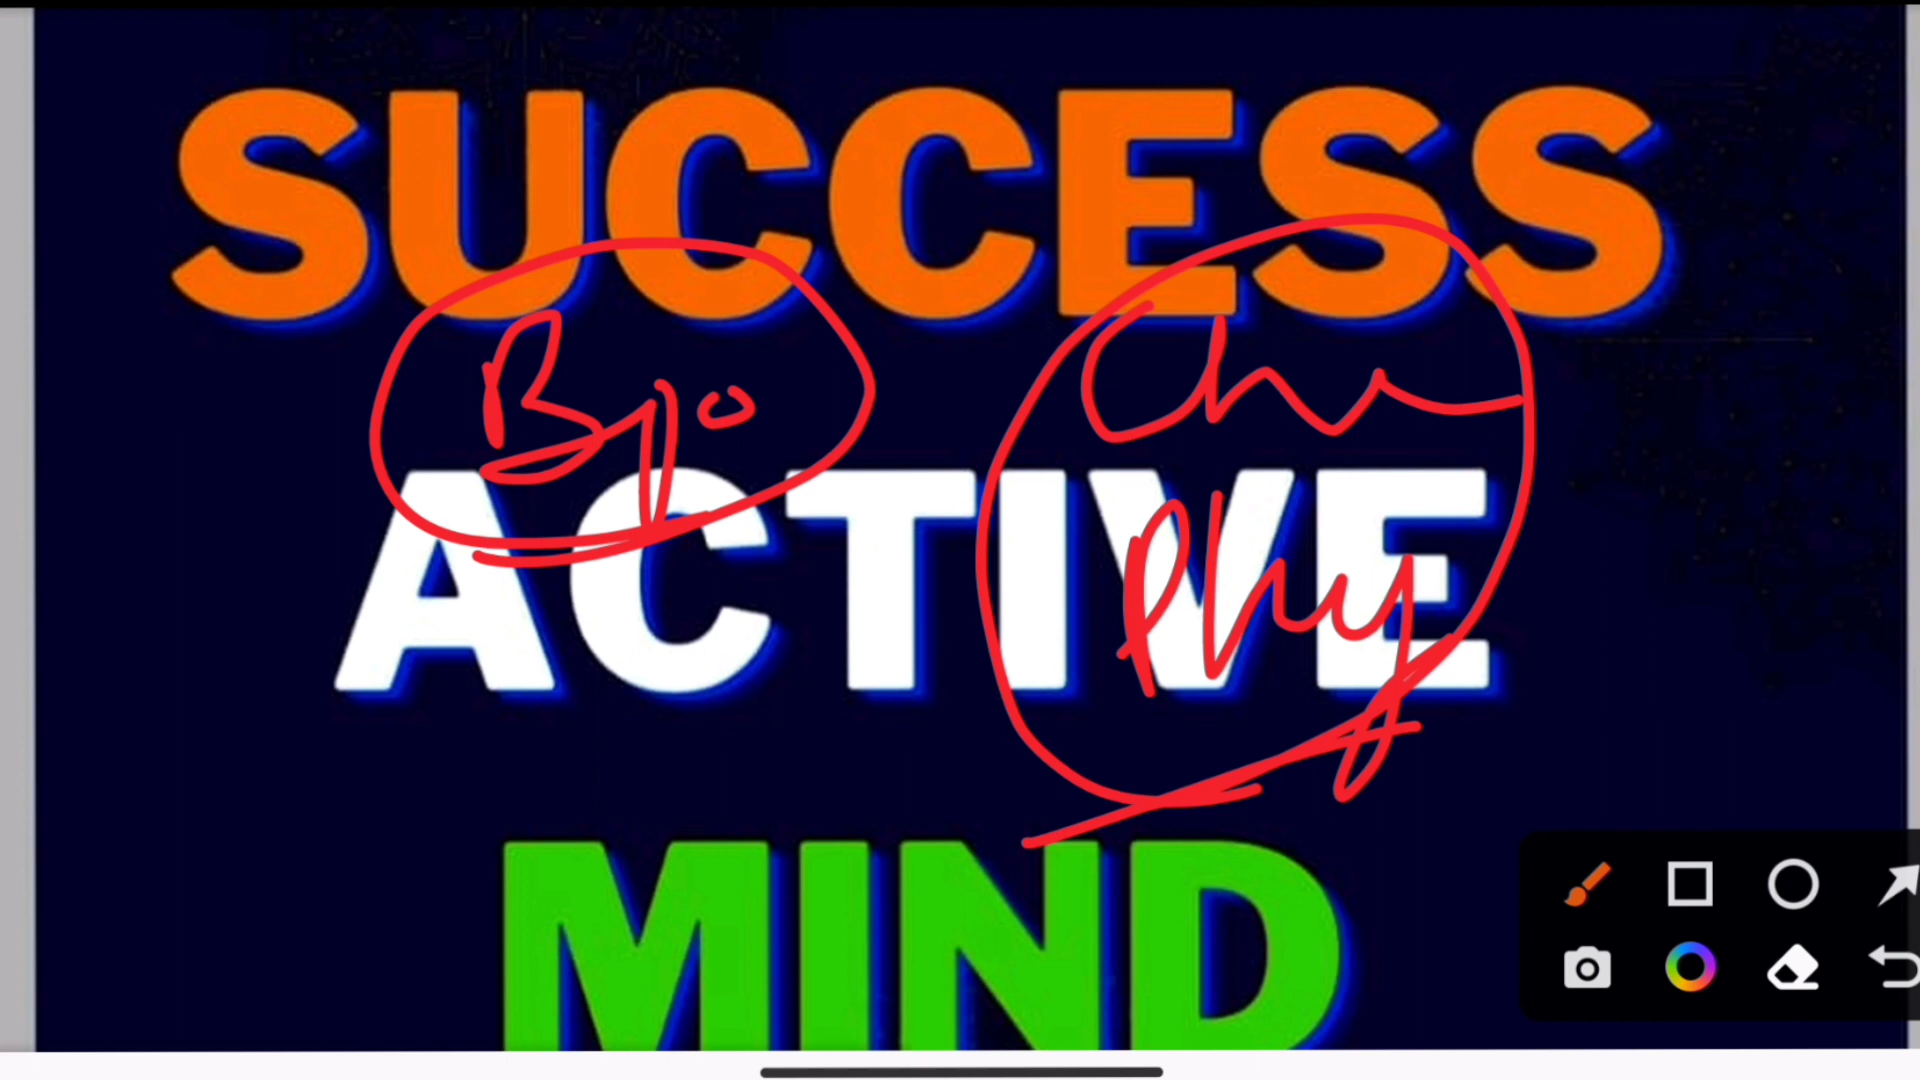 SUCCESS
Bio
Che
ACTIVE
Phy
MIND